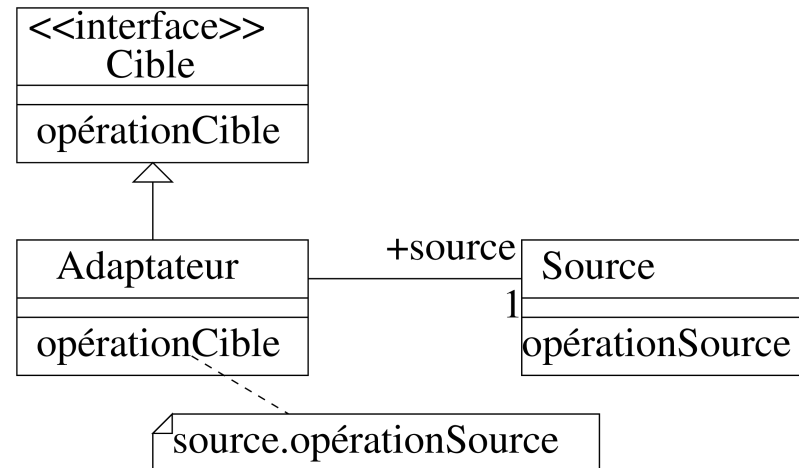 <<interface>>
Cible
opérationCible
Adaptateur
opérationCible
+source
1
Source
opérationSource
source.opérationSource